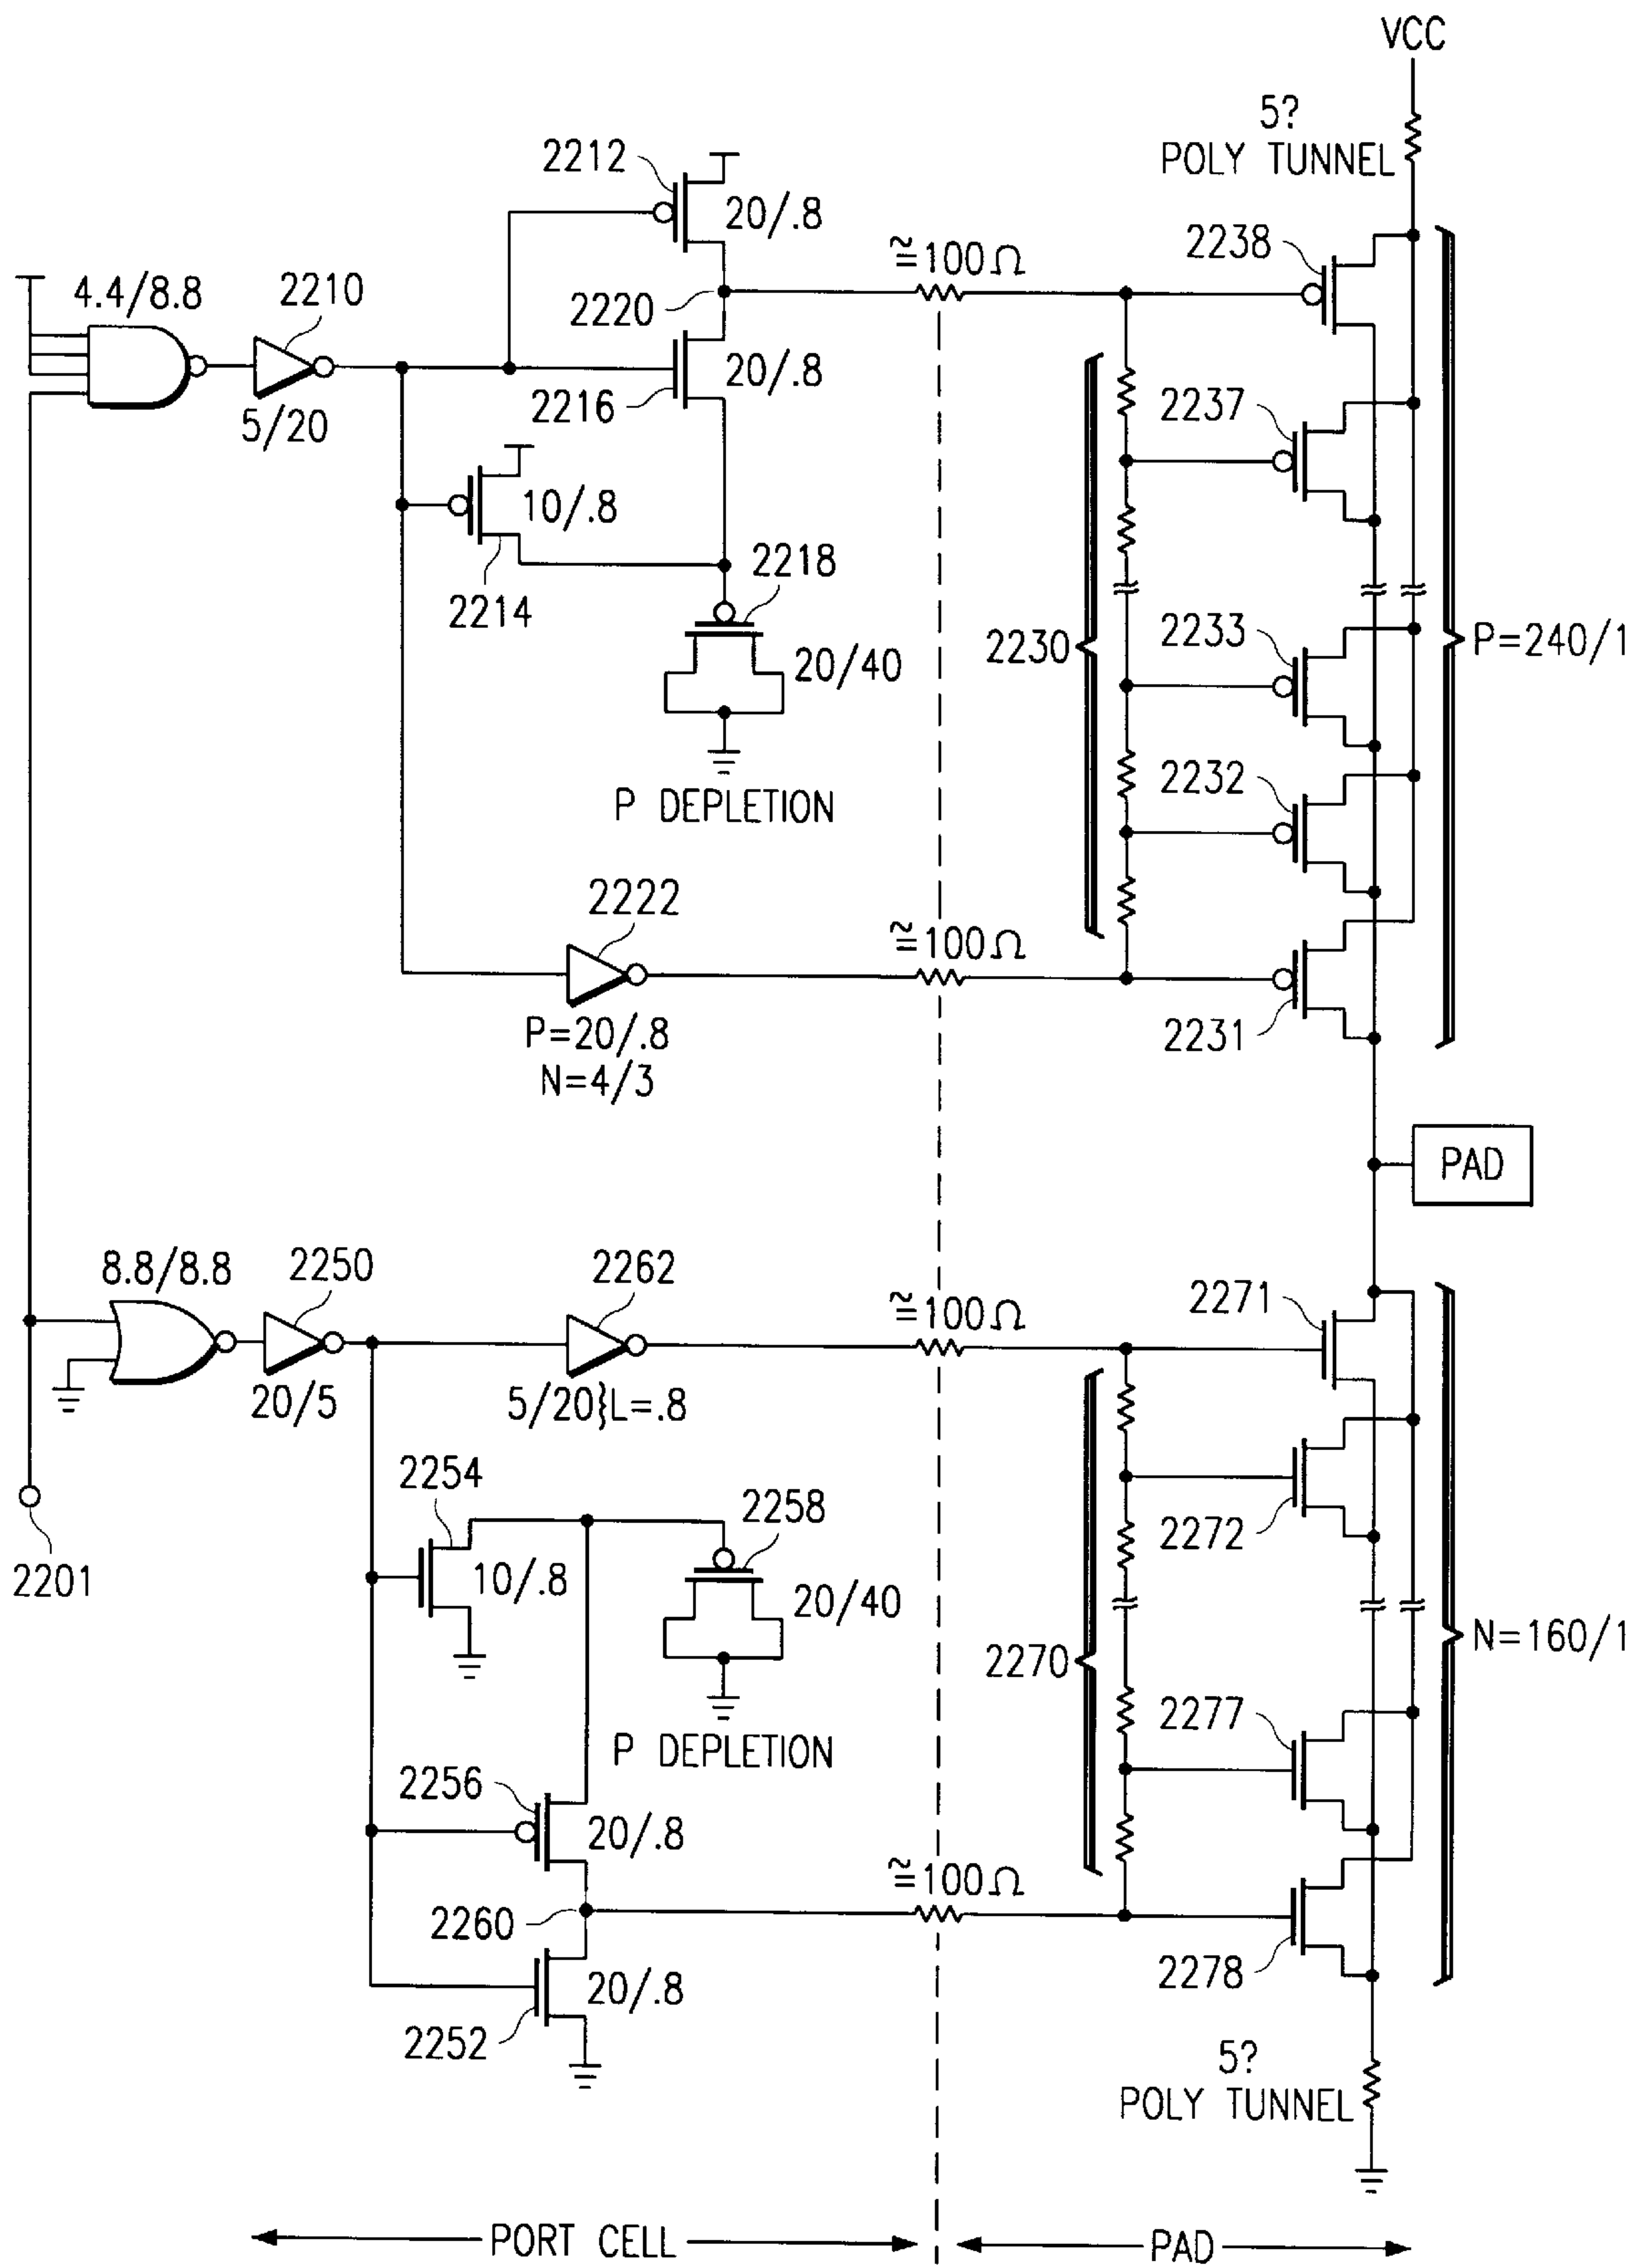 VCC
5?
POLY TUNNEL
2212
20/.8
2238
≅100Ω
4.4/8.8
2210
2220
20/.8
2216
5/20
2237
10/.8
2214
2218
20/40
P DEPLETION
2230
2233
P=240/1
2232
2222
≅100Ω
P=20/.8
N=4/3
2231
PAD
8.8/8.8
2250
2262
≅100Ω
2271
20/5
5/20}L=.8
2254
2258
10/.8
20/40
2272
2201
P DEPLETION
2270
N=160/1
2277
2256
20/.8
≅100Ω
2260
2278
20/.8
2252
5?
POLY TUNNEL
PORT CELL
PAD